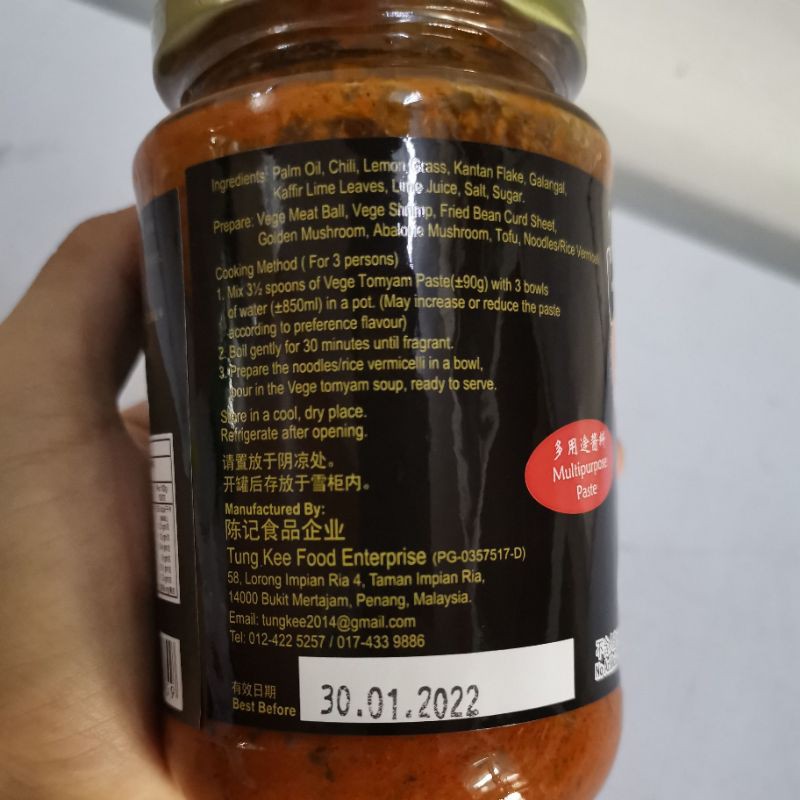 Ingredients: Palm Oil, Chili, Lemon Grass, Kantan Flake, Galangal,
Kaffir Lime Leaves, Lime Juice, Salt, Sugar.
Prepare: Vege Meat Ball, Vege Shrimp, Fried Bean Curd Sheet,
Golden Mushroom, Abalone Mushroom, Tofu, Noodles/Rice Vermicelli
Cooking Method ( For 3 persons)
1. Mix 3½ spoons of Vege Tomyam Paste(±90g) with 3 bowls
of water (±850ml) in a pot. (May increase or reduce the paste
according to preference flavour)
2. Boil gently for 30 minutes until fragrant.
3. Prepare the noodles/rice vermicelli in a bowl,
pour in the Vege tomyam soup, ready to serve.
Store in a cool, dry place.
Refrigerate after opening.
请置放于阴凉处。
开罐后存放于雪柜内。
多用途酱料
Multipurpose
Paste
Manufactured By:
陈记食品企业
Tung Kee Food Enterprise (PG-0357517-D)
58, Lorong Impian Ria 4, Taman Impian Ria,
14000 Bukit Mertajam, Penang, Malaysia.
Email: tungkee2014@gmail.com
Tel: 012-422 5257 / 017-433 9886
有效日期
Best Before
30.01.2022